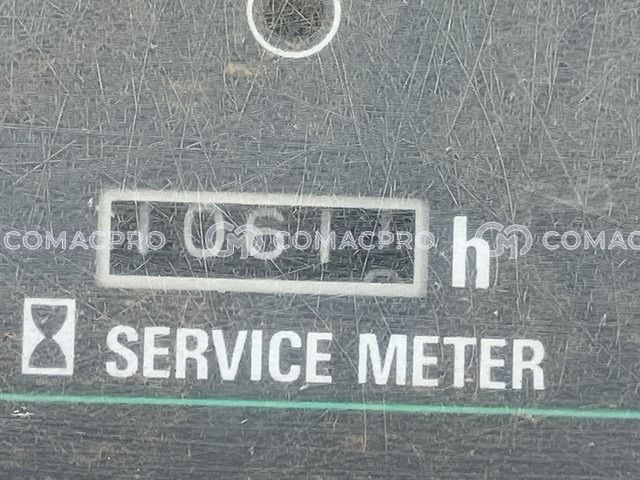 1061
h
COMACPRO COMACPRO COMAC
SERVICE METER